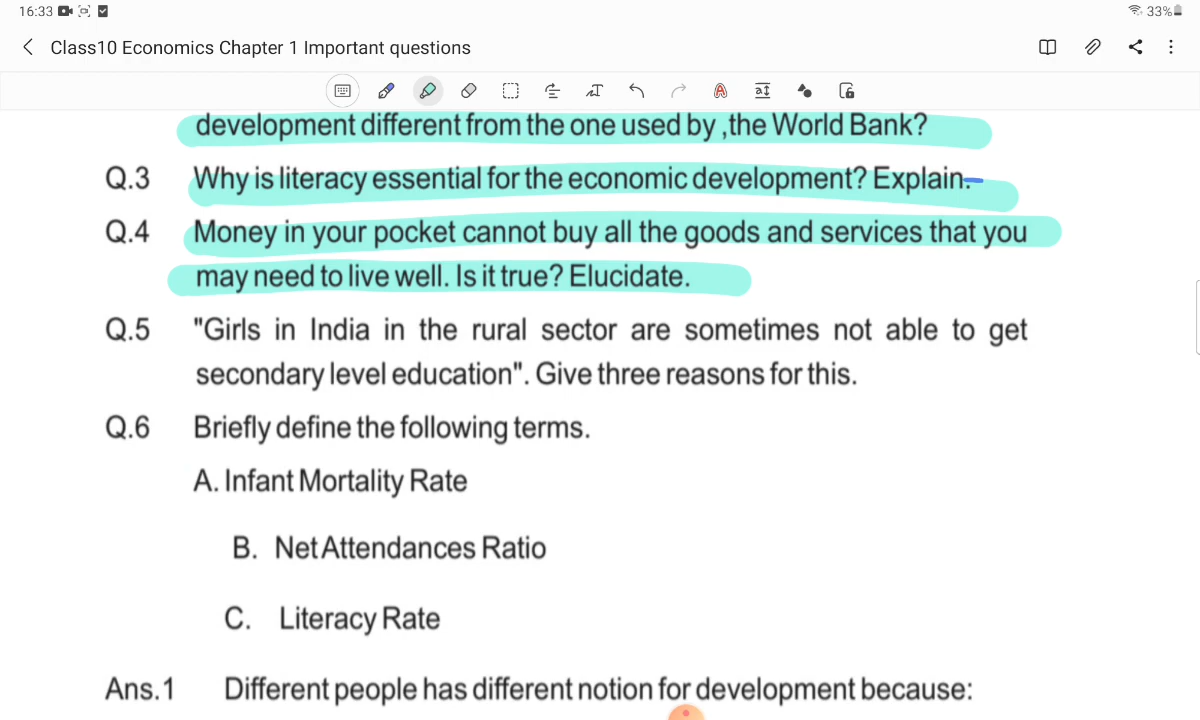 16:33 33%
Class10 Economics Chapter 1 Important questions
development different from the one used by ,the World Bank?
Q.3 Why is literacy essential for the economic development? Explain.
Q.4 Money in your pocket cannot buy all the goods and services that you
may need to live well. Is it true? Elucidate.
Q.5 "Girls in India in the rural sector are sometimes not able to get
secondary level education". Give three reasons for this.
Q.6 Briefly define the following terms.
A. Infant Mortality Rate
B. Net Attendances Ratio
C. Literacy Rate
Ans.1 Different people has different notion for development because: